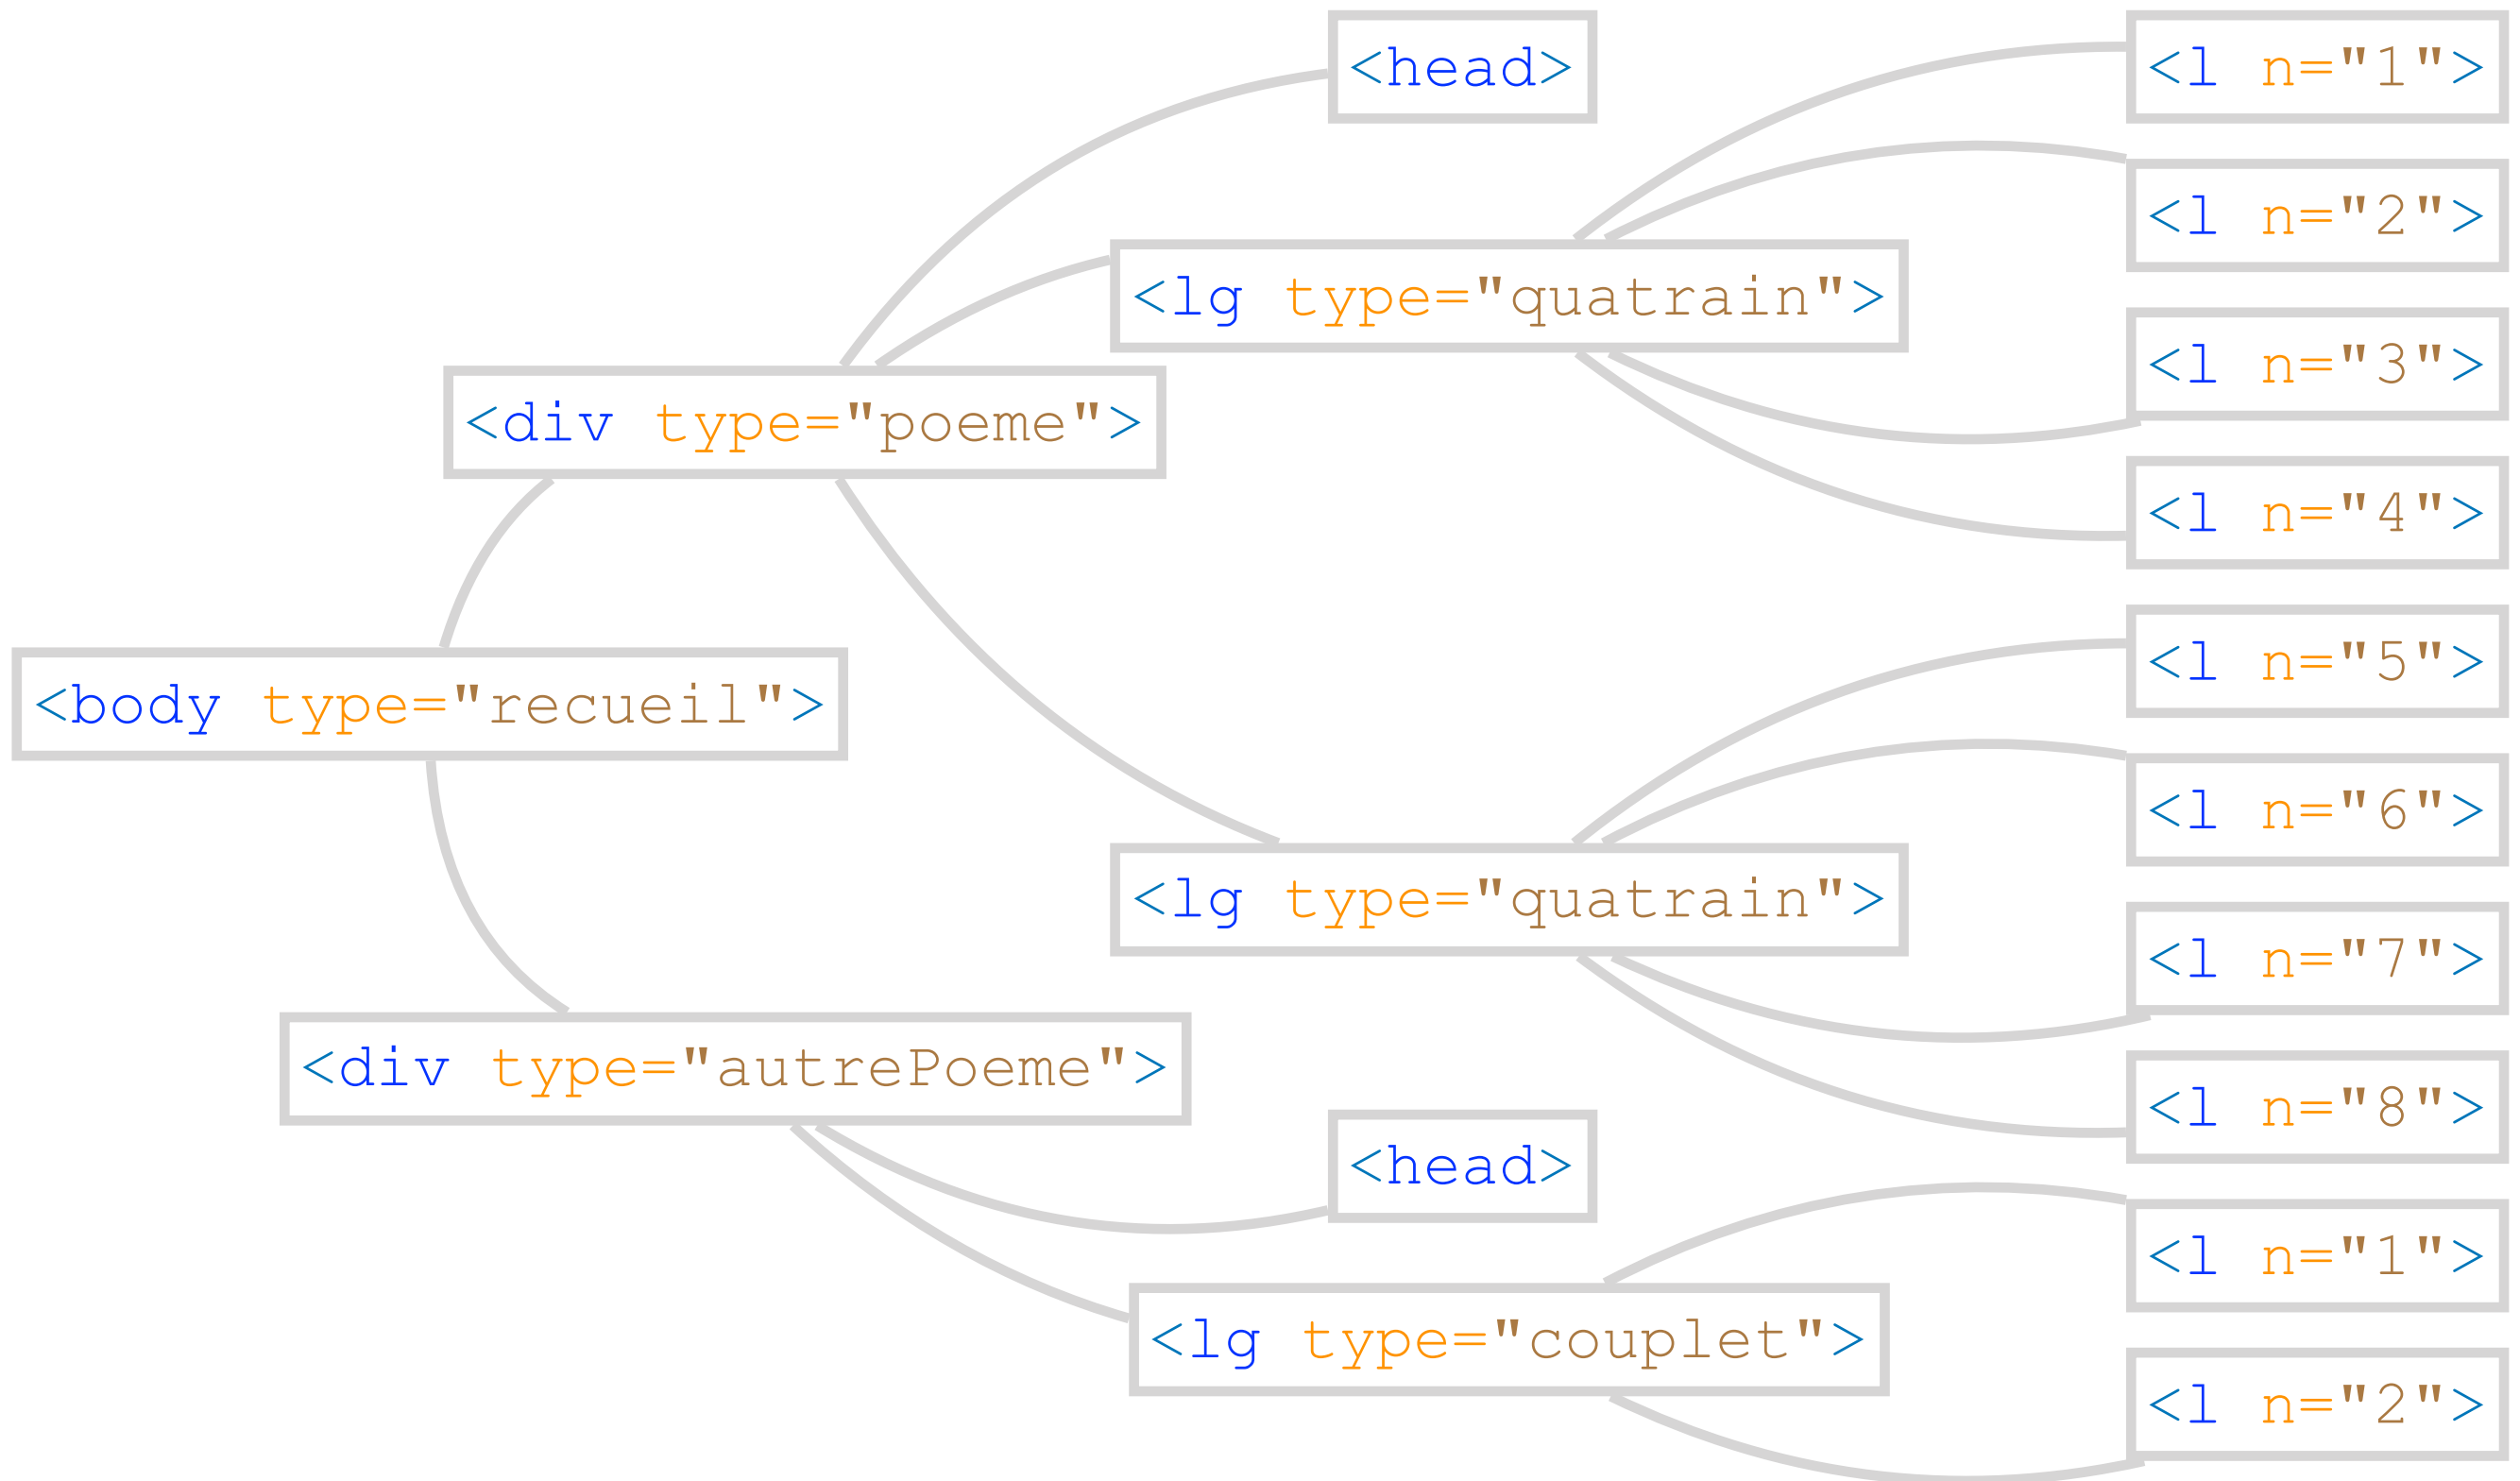 <head>
<l n="1">
<l n="2">
<lg type="quatrain">
<l n="3">
<div type="poeme">
<l n="4">
<l n="5">
<body type="recueil">
<l n="6">
<lg type="quatrain">
<l n="7">
<div type="autrePoeme">
<l n="8">
<head>
<l n="1">
<lg type="couplet">
<l n="2">